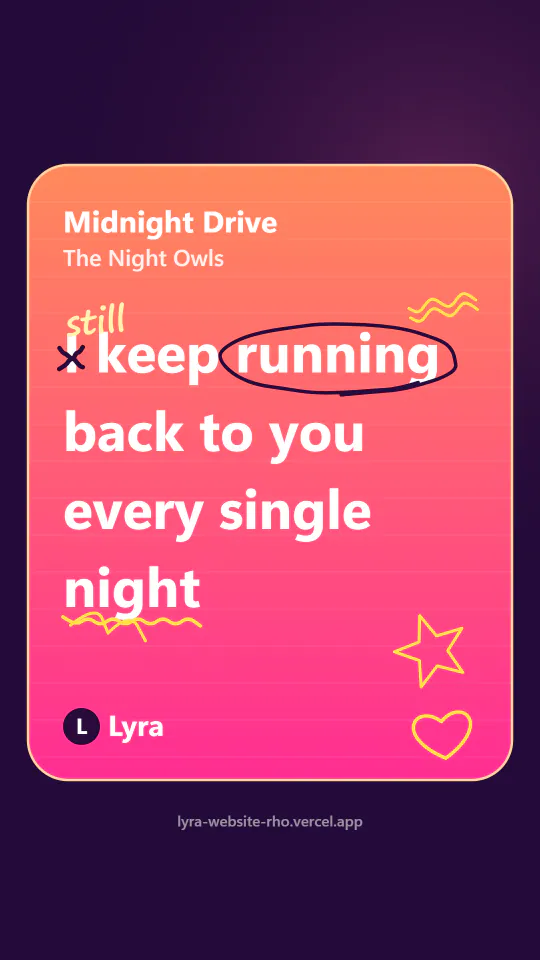 Midnight Drive
The Night Owls
still
I keep running
back to you
every single
night
L Lyra
lyra-website-rho.vercel.app